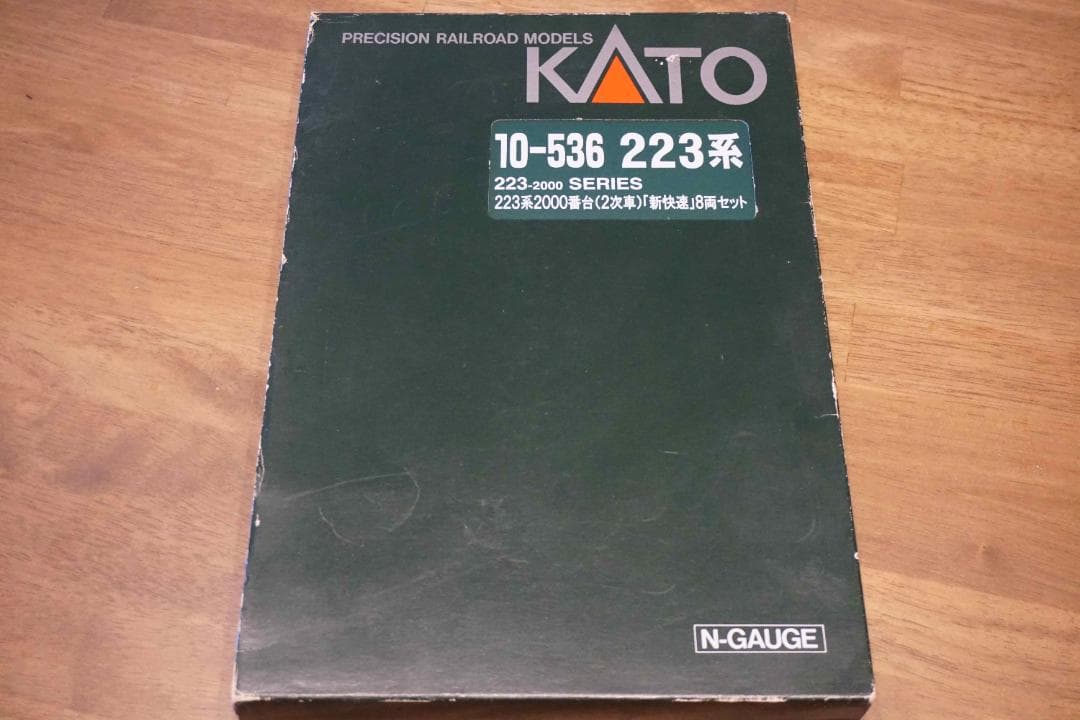 PRECISION RAILROAD MODELS
KATO
10-536 223系
223-2000 SERIES
223系2000番台(2次車)「新快速」8両セット
N-GAUGE